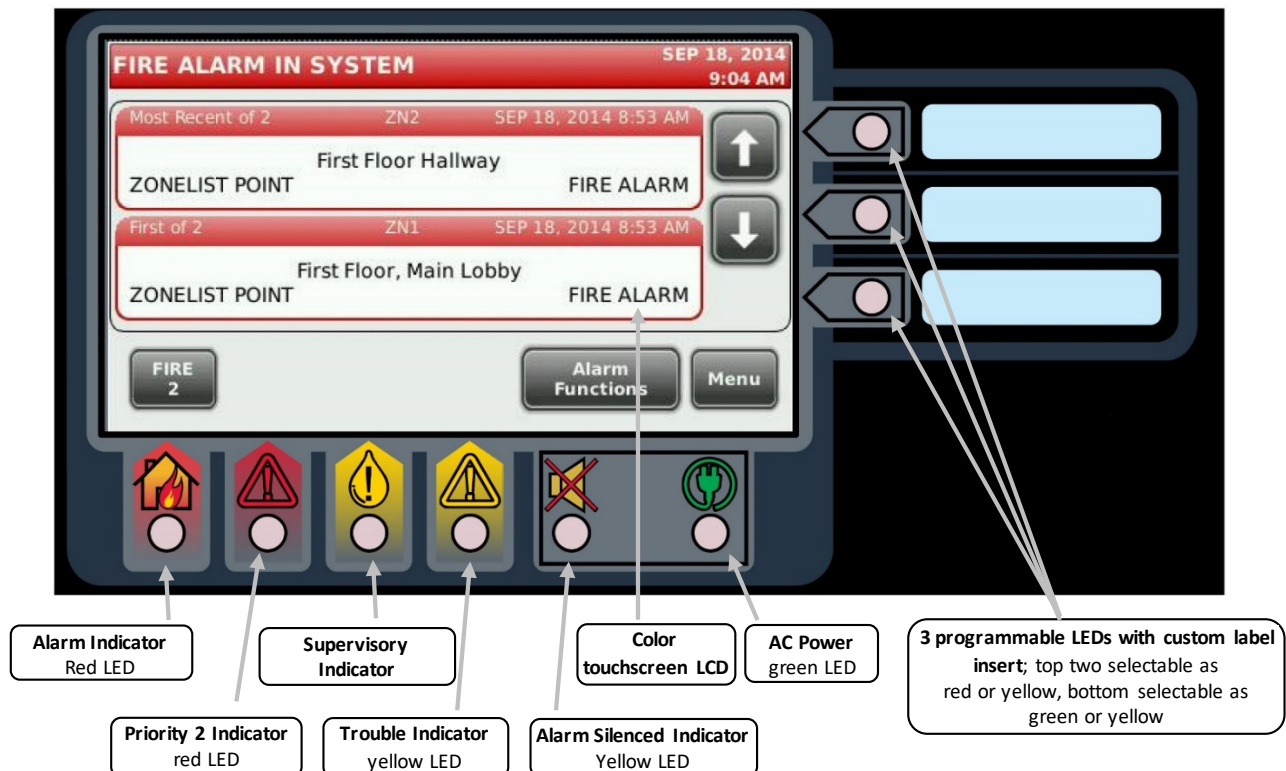 FIRE ALARM IN SYSTEM
SEP 18, 2014
9:04 AM
Most Recent of 2 ZN2 SEP 18, 2014 8:53 AM
First Floor Hallway
ZONELIST POINT FIRE ALARM
First of 2 ZN1 SEP 18, 2014 8:53 AM
First Floor, Main Lobby
ZONELIST POINT FIRE ALARM
FIRE
2
Alarm
Functions
Menu
Alarm Indicator
Red LED
Supervisory
Indicator
Color
touchscreen LCD
AC Power
green LED
3 programmable LEDs with custom label
insert; top two selectable as
red or yellow, bottom selectable as
green or yellow
Priority 2 Indicator
red LED
Trouble Indicator
yellow LED
Alarm Silenced Indicator
Yellow LED